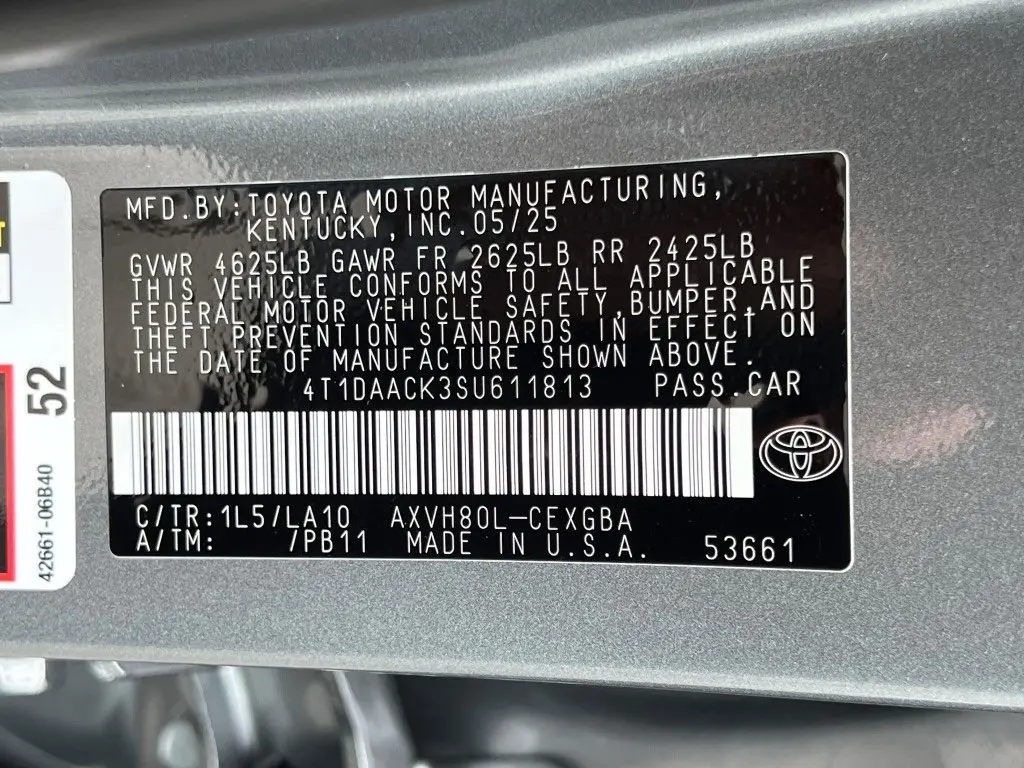 MFD.BY:TOYOTA MOTOR MANUFACTURING,
KENTUCKY,INC.05/25
GVWR 4625LB GAWR FR 2625LB RR 2425LB
THIS VEHICLE CONFORMS TO ALL APPLICABLE
FEDERAL MOTOR VEHICLE SAFETY,BUMPER,AND
THEFT PREVENTION STANDARDS IN EFFECT ON
THE DATE OF MANUFACTURE SHOWN ABOVE.
4T1DAACK3SU611813 PASS.CAR
C/TR:1L5/LA10 AXVH80L-CEXGBA
A/TM: /PB11 MADE IN U.S.A. 53661
52
42661-06B40